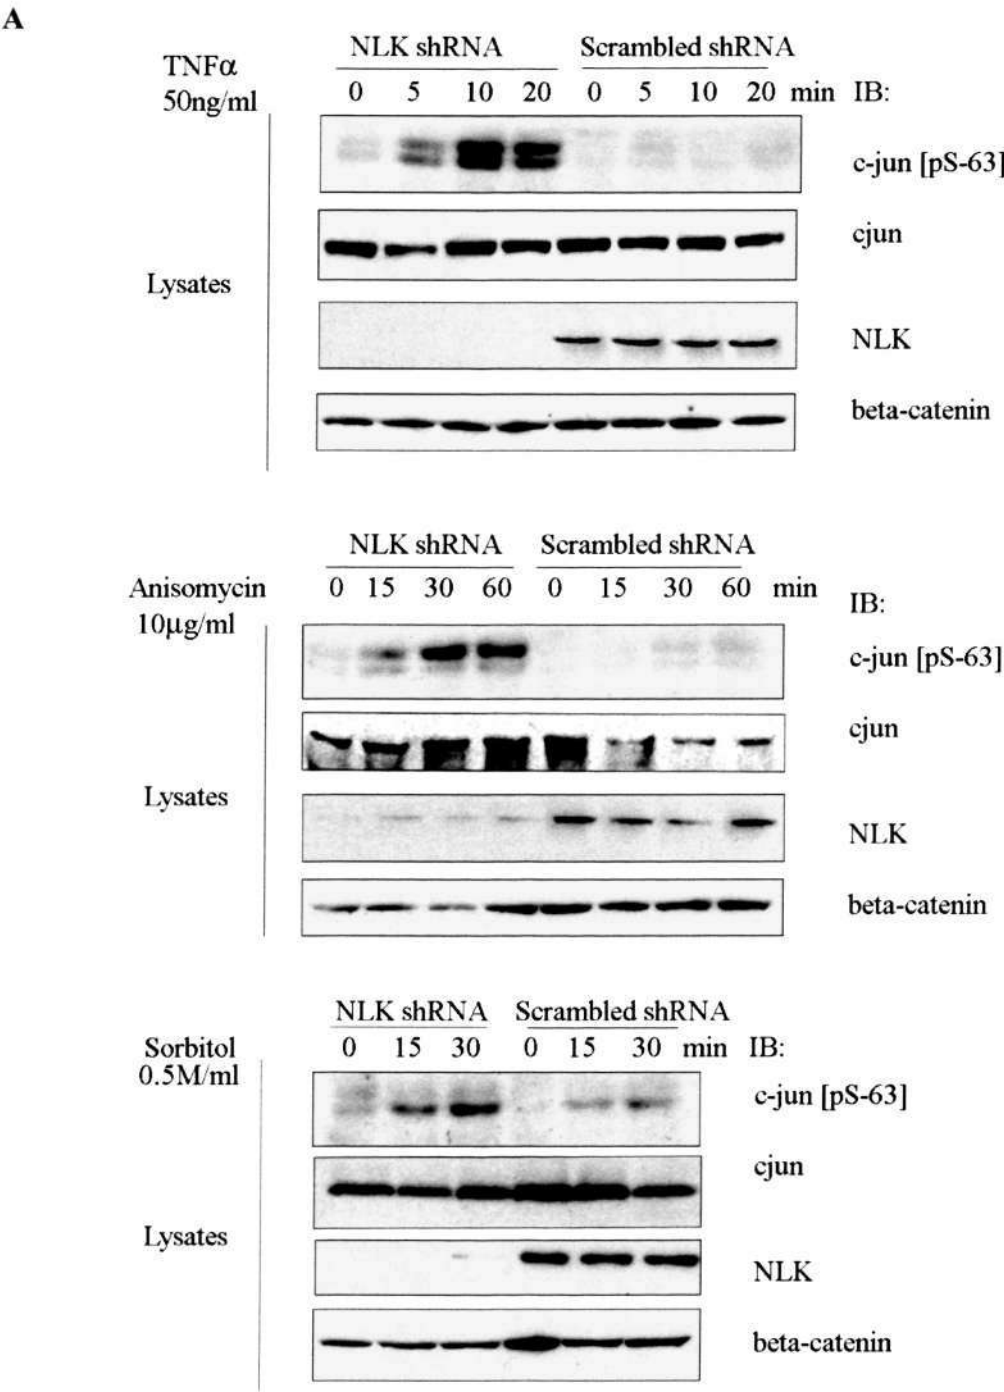 A
NLK shRNA Scrambled shRNA
TNFα
50ng/ml
0 5 10 20 0 5 10 20 min IB:
c-jun [pS-63]
cjun
Lysates
NLK
beta-catenin
NLK shRNA Scrambled shRNA
Anisomycin
10μg/ml
0 15 30 60 0 15 30 60 min
IB:
c-jun [pS-63]
cjun
Lysates
NLK
beta-catenin
NLK shRNA Scrambled shRNA
Sorbitol
0.5M/ml
0 15 30 0 15 30 min IB:
c-jun [pS-63]
cjun
Lysates
NLK
beta-catenin